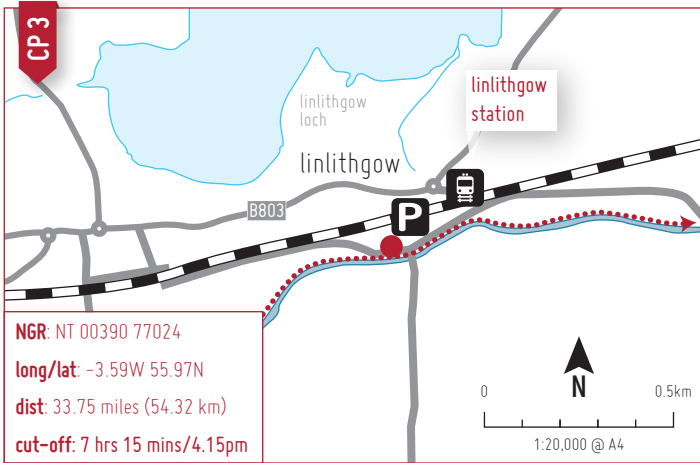 CP 3
linlithgow
station
linlithgow
loch
linlithgow
B803
P
NGR: NT 00390 77024
long/lat: -3.59W 55.97N
dist: 33.75 miles (54.32 km)
cut-off: 7 hrs 15 mins/4.15pm
N
0 0.5km
1:20,000 @ A4